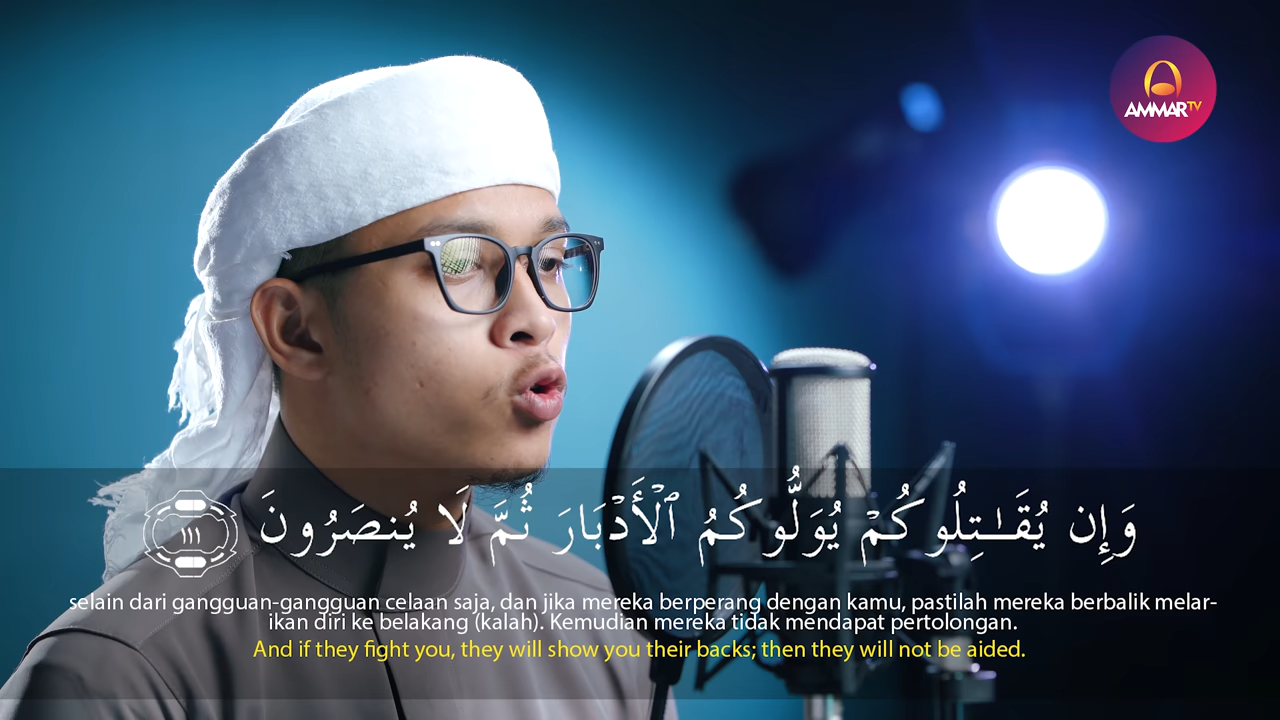 AMMARTV
وَإِن يُقَـٰتِلُوكُمْ يُوَلُّوكُمُ ٱلْأَدْبَارَ ثُمَّ لَا يُنصَرُونَ ١١١
selain dari gangguan-gangguan celaan saja, dan jika mereka berperang dengan kamu, pastilah mereka berbalik melar-
ikan diri ke belakang (kalah). Kemudian mereka tidak mendapat pertolongan.
And if they fight you, they will show you their backs; then they will not be aided.